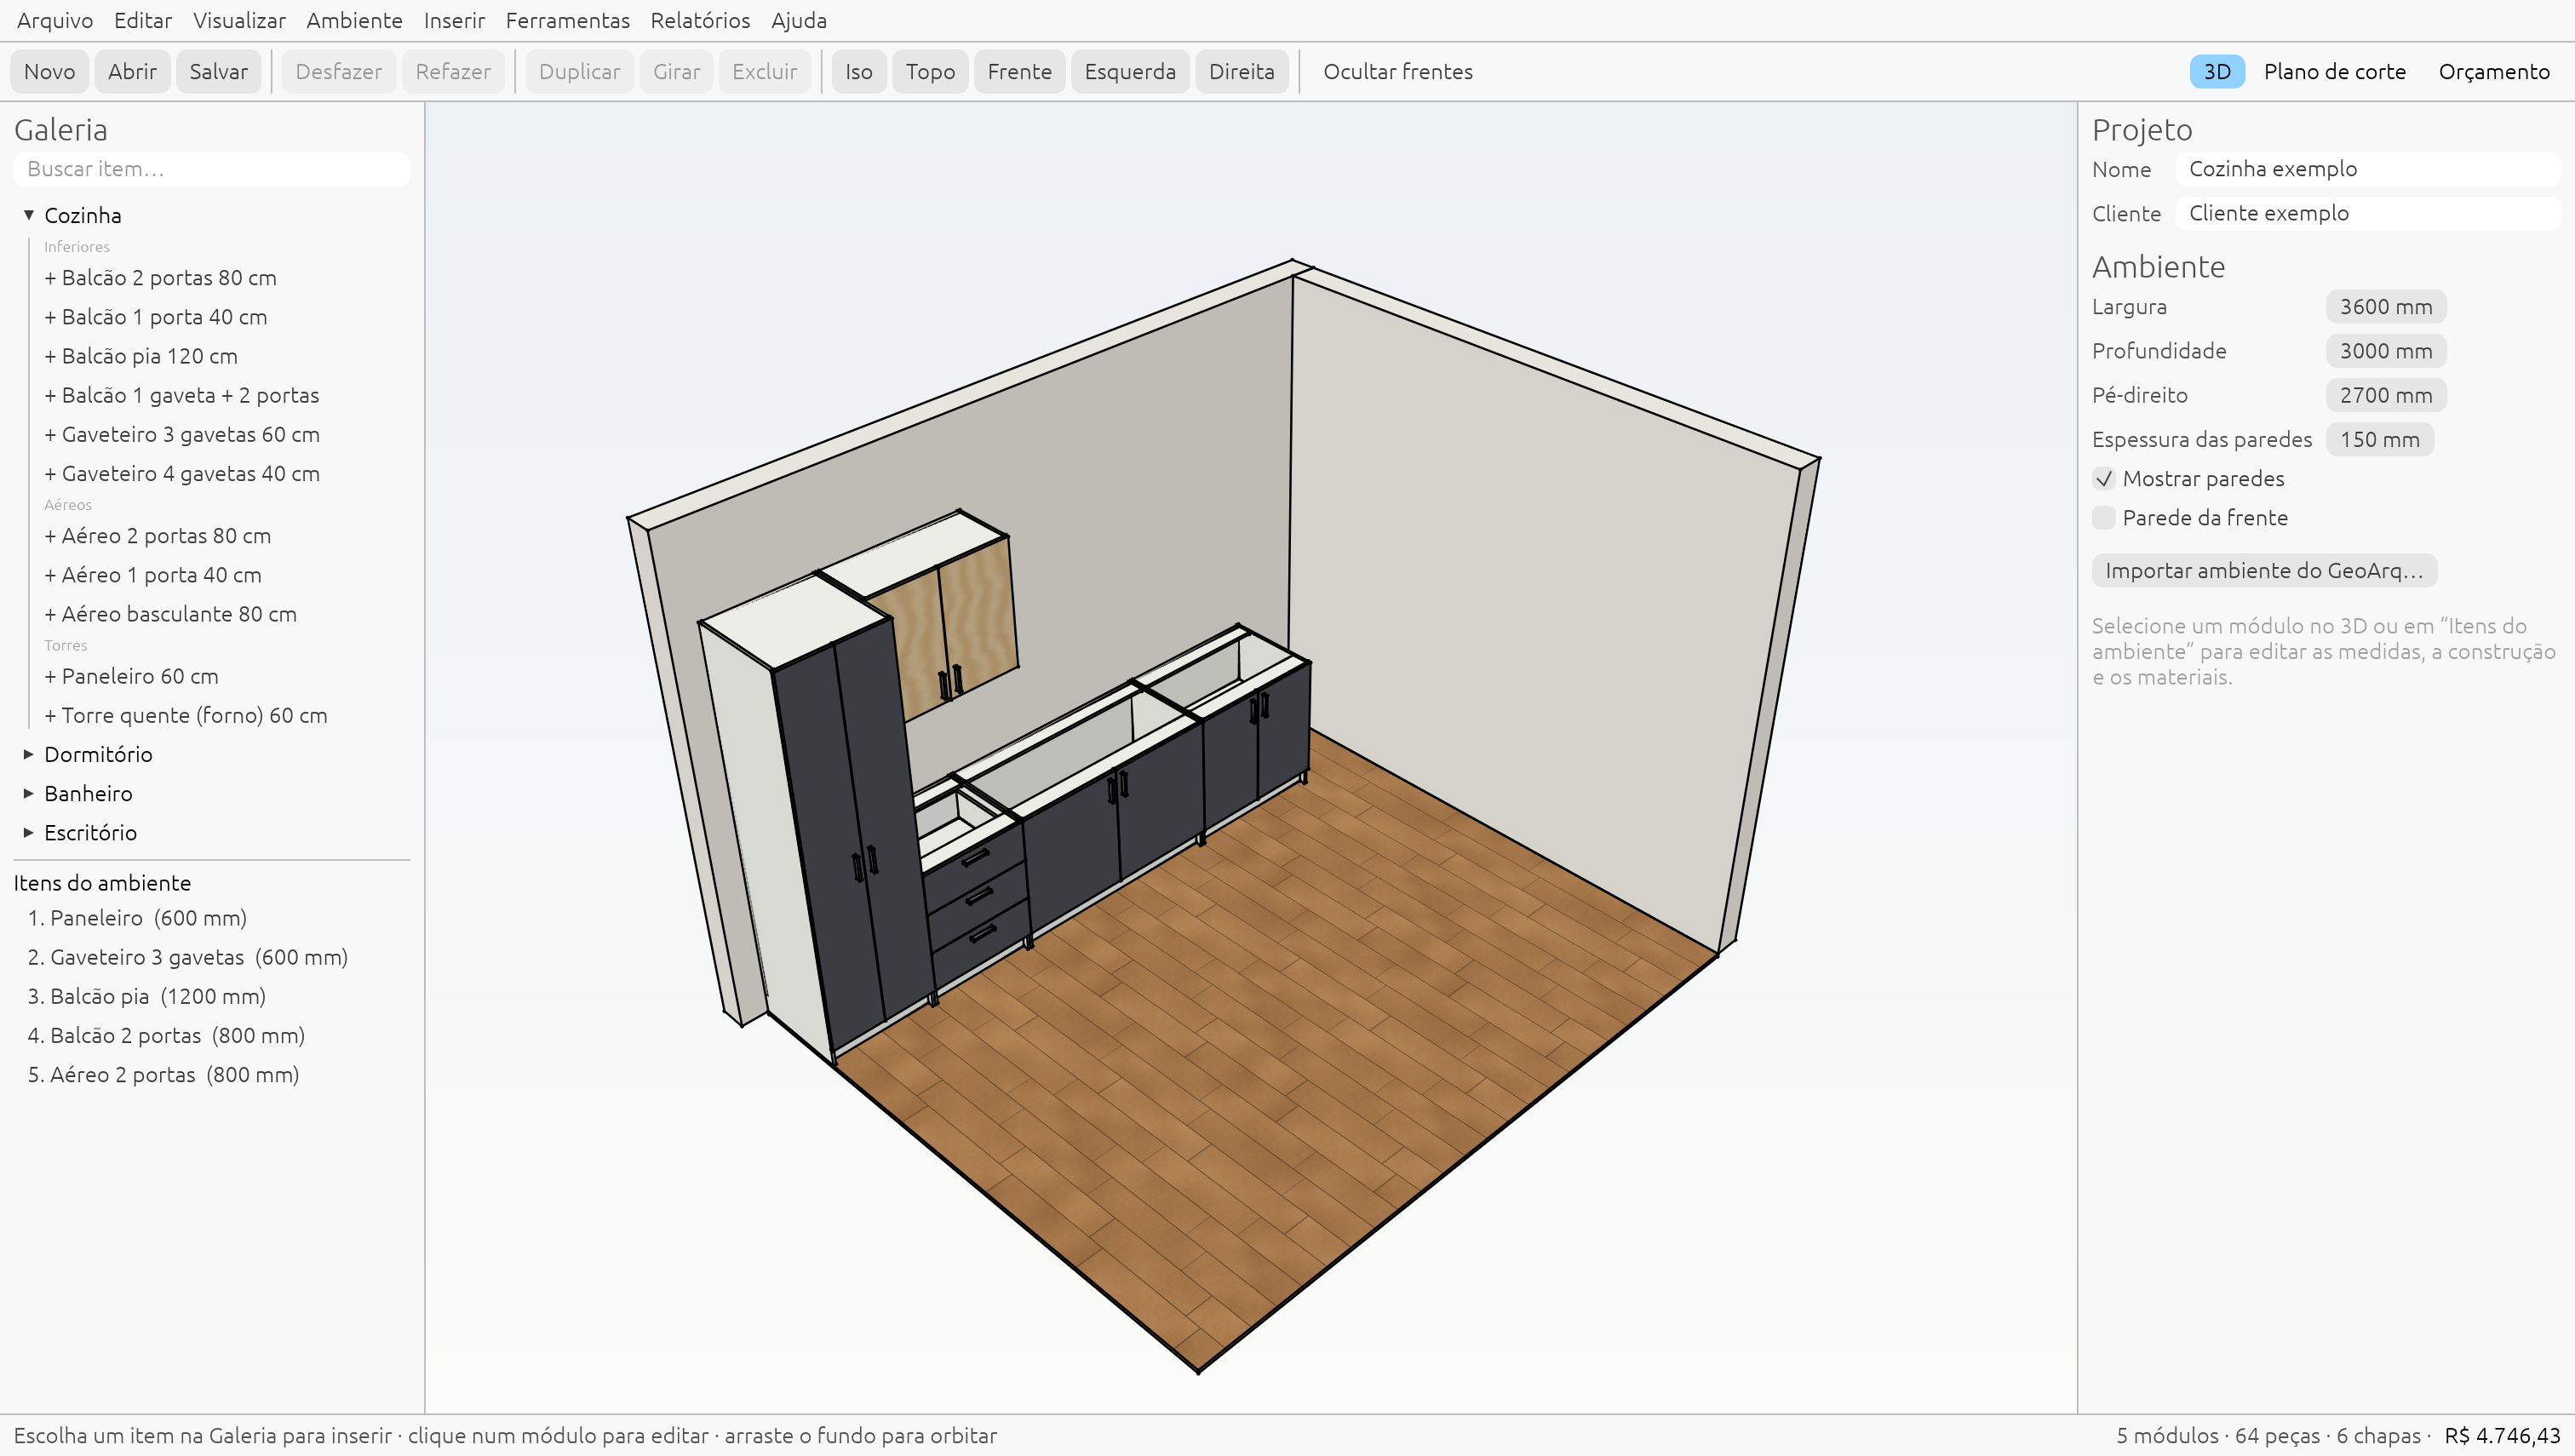 Arquivo Editar Visualizar Ambiente Inserir Ferramentas Relatórios Ajuda
Novo Abrir Salvar Desfazer Refazer Duplicar Girar Excluir Iso Topo Frente Esquerda Direita Ocultar frentes 3D Plano de corte Orçamento
Galeria
Buscar item…
▼ Cozinha
Inferiores
+ Balcão 2 portas 80 cm
+ Balcão 1 porta 40 cm
+ Balcão pia 120 cm
+ Balcão 1 gaveta + 2 portas
+ Gaveteiro 3 gavetas 60 cm
+ Gaveteiro 4 gavetas 40 cm
Aéreos
+ Aéreo 2 portas 80 cm
+ Aéreo 1 porta 40 cm
+ Aéreo basculante 80 cm
Torres
+ Paneleiro 60 cm
+ Torre quente (forno) 60 cm
▶ Dormitório
▶ Banheiro
▶ Escritório
Itens do ambiente
1. Paneleiro (600 mm)
2. Gaveteiro 3 gavetas (600 mm)
3. Balcão pia (1200 mm)
4. Balcão 2 portas (800 mm)
5. Aéreo 2 portas (800 mm)
Projeto
Nome Cozinha exemplo
Cliente Cliente exemplo
Ambiente
Largura 3600 mm
Profundidade 3000 mm
Pé-direito 2700 mm
Espessura das paredes 150 mm
Mostrar paredes
Parede da frente
Importar ambiente do GeoArq…
Selecione um módulo no 3D ou em “Itens do
ambiente” para editar as medidas, a construção
e os materiais.
Escolha um item na Galeria para inserir · clique num módulo para editar · arraste o fundo para orbitar
5 módulos · 64 peças · 6 chapas · R$ 4.746,43